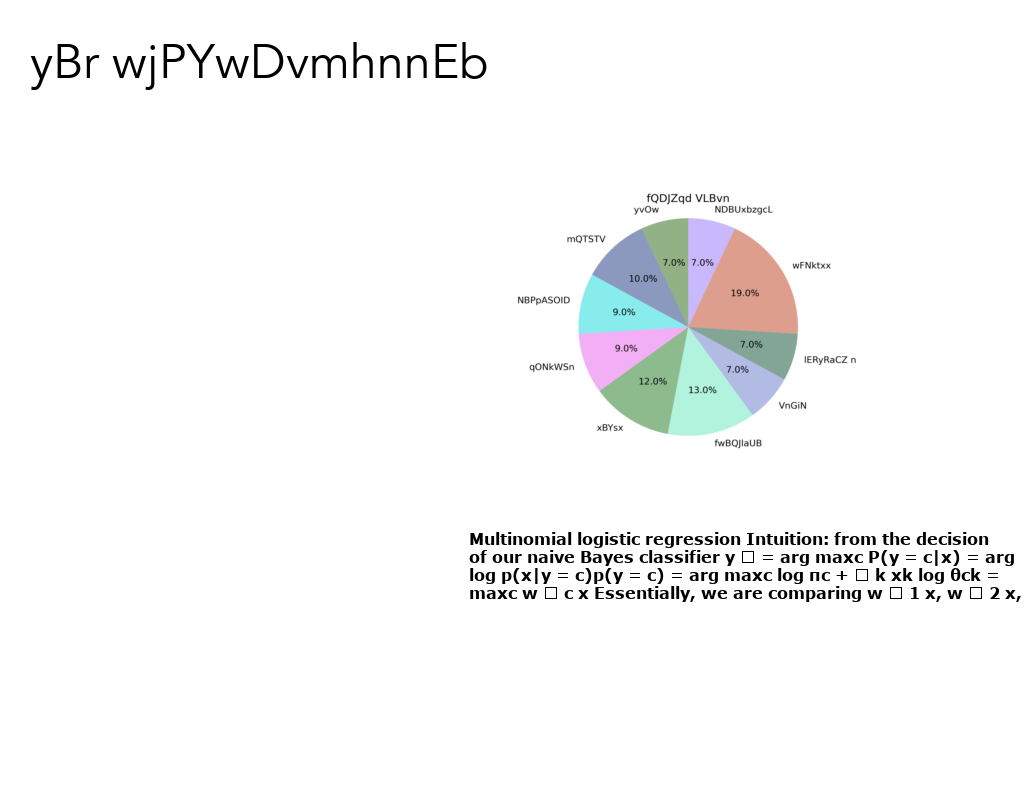 yBr wjPYwDvmhnnEb
fQDJZqd VLBvn
yvOw
NDBUxbzgcL
mQTSTV
wFNktxx
7.0%
7.0%
10.0%
19.0%
NBPpASOID
9.0%
7.0%
9.0%
lERyRaCZ n
qONkWSn
7.0%
12.0%
13.0%
VnGiN
xBYsx
fwBQJlaUB
Multinomial logistic regression Intuition: from the decision
of our naive Bayes classifier y □ = arg maxc P(y = c|x) = arg
log p(x|y = c)p(y = c) = arg maxc log πc + □ k xk log θck =
maxc w □ c x Essentially, we are comparing w □ 1 x, w □ 2 x,